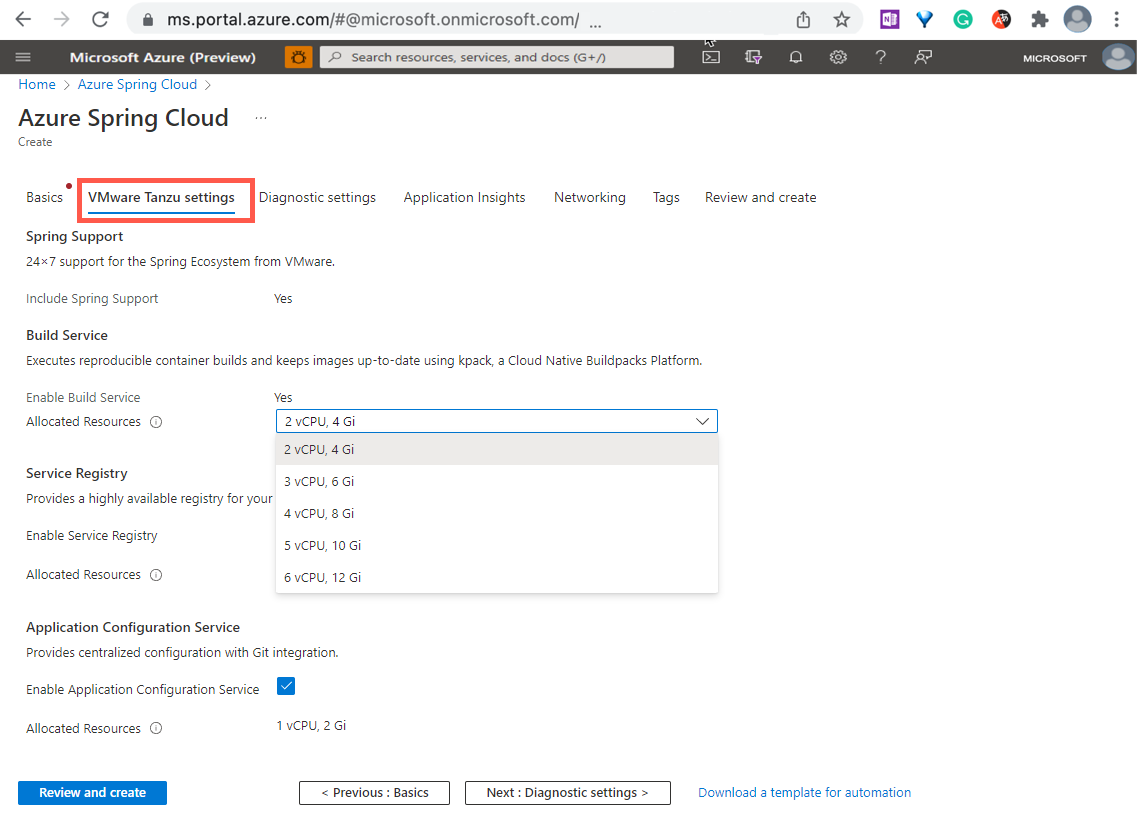 ms.portal.azure.com/#@microsoft.onmicrosoft.com/ ...
Microsoft Azure (Preview)
Search resources, services, and docs (G+/)
MICROSOFT
Home > Azure Spring Cloud >
Azure Spring Cloud ...
Create
Basics
VMware Tanzu settings
Diagnostic settings
Application Insights
Networking
Tags
Review and create
Spring Support
24×7 support for the Spring Ecosystem from VMware.
Include Spring Support Yes
Build Service
Executes reproducible container builds and keeps images up-to-date using kpack, a Cloud Native Buildpacks Platform.
Enable Build Service Yes
Allocated Resources 2 vCPU, 4 Gi
2 vCPU, 4 Gi
3 vCPU, 6 Gi
4 vCPU, 8 Gi
5 vCPU, 10 Gi
6 vCPU, 12 Gi
Service Registry
Provides a highly available registry for your
Enable Service Registry
Allocated Resources
Application Configuration Service
Provides centralized configuration with Git integration.
Enable Application Configuration Service
Allocated Resources 1 vCPU, 2 Gi
Review and create
< Previous : Basics
Next : Diagnostic settings >
Download a template for automation